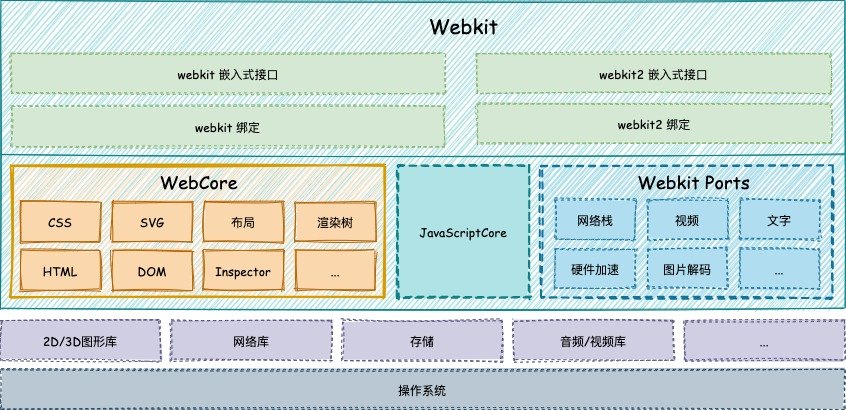 Webkit
webkit 嵌入式接口
webkit2 嵌入式接口
webkit 绑定
webkit2 绑定
WebCore
CSS
SVG
布局
渲染树
HTML
DOM
Inspector
...
JavaScriptCore
Webkit Ports
网络栈
视频
文字
硬件加速
图片解码
...
2D/3D图形库
网络库
存储
音频/视频库
...
操作系统